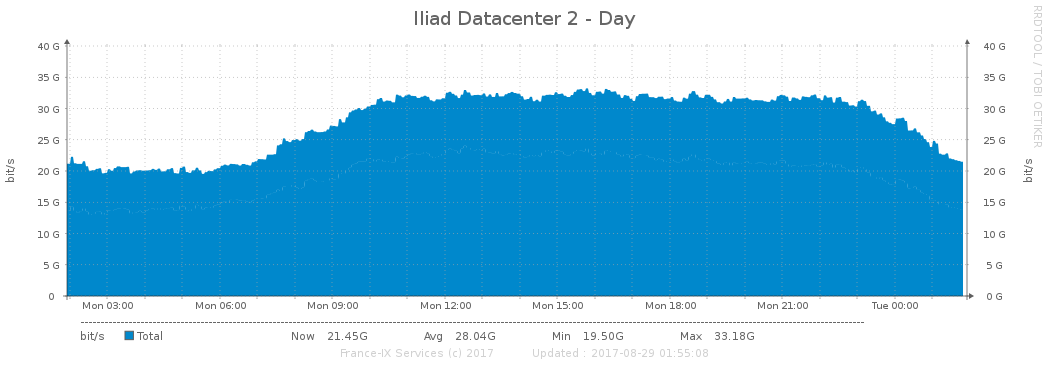 Iliad Datacenter 2 - Day
RRDTOOL / TOBI OETIKER
bit/s
40 G 40 G
35 G 35 G
30 G 30 G
25 G 25 G
20 G 20 G
15 G 15 G
10 G 10 G
5 G 5 G
0 0 G
bit/s
Mon 03:00 Mon 06:00 Mon 09:00 Mon 12:00 Mon 15:00 Mon 18:00 Mon 21:00 Tue 00:00
bit/s Total Now 21.45G Avg 28.04G Min 19.50G Max 33.18G
France-IX Services (c) 2017 Updated : 2017-08-29 01:55:08